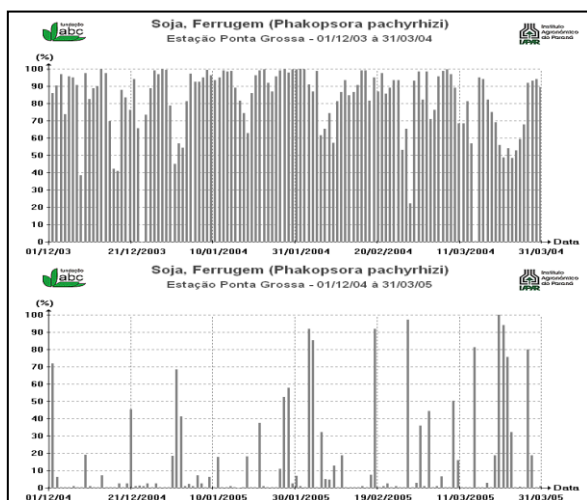 Soja, Ferrugem (Phakopsora pachyrhizi)
Estação Ponta Grossa - 01/12/03 à 31/03/04
fundação
abc
Instituto
Agronômico
do Paraná
IAPAR
(%)
100
90
80
70
60
50
40
30
20
10
0
Data
01/12/03
21/12/2003
10/01/2004
31/01/2004
20/02/2004
11/03/2004
31/03/04
Soja, Ferrugem (Phakopsora pachyrhizi)
Estação Ponta Grossa - 01/12/04 à 31/03/05
fundação
abc
Instituto
Agronômico
do Paraná
IAPAR
(%)
100
90
80
70
60
50
40
30
20
10
0
Data
01/12/04
21/12/2004
10/01/2005
30/01/2005
19/02/2005
11/03/2005
31/03/05